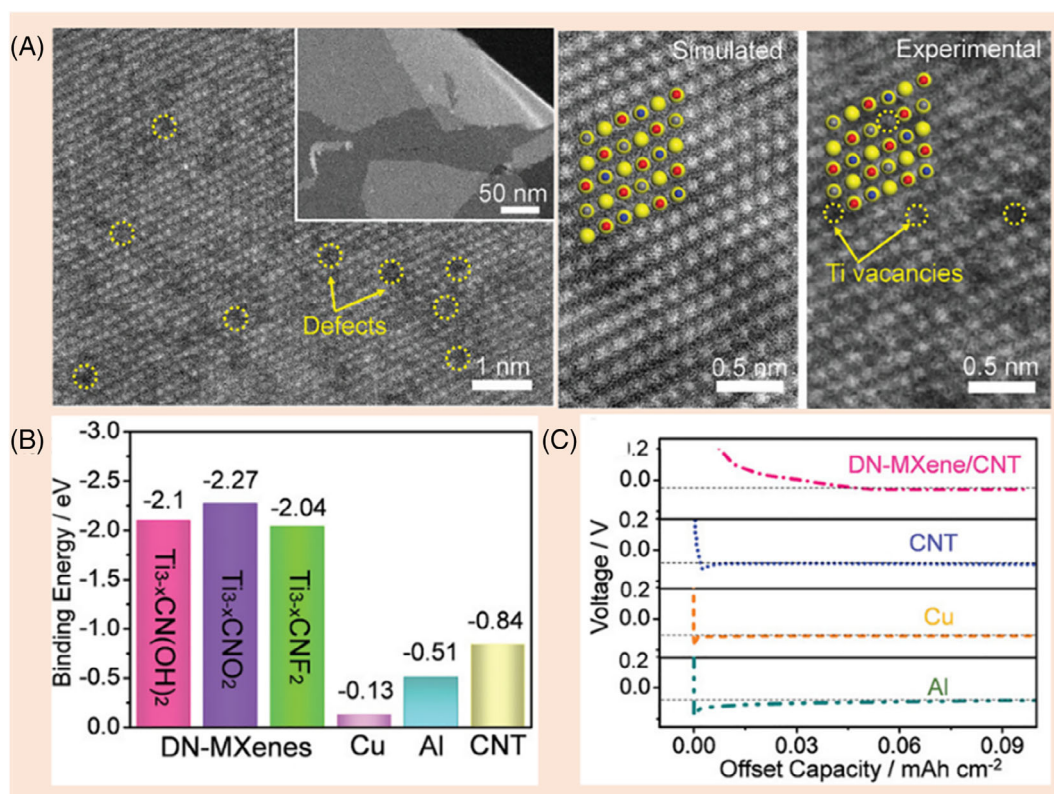 (A)
50 nm
Defects
1 nm
Simulated
0.5 nm
Experimental
Ti vacancies
0.5 nm
(B)
Binding Energy / eV
-3.0
-2.5
-2.0
-1.5
-1.0
-0.5
0.0
-2.1
-2.27
-2.04
-0.13
-0.51
-0.84
Ti3-xCN(OH)2
Ti3-xCNO2
Ti3-xCNF2
DN-MXenes
Cu
Al
CNT
(C)
Voltage / V
0.2
0.0
DN-MXene/CNT
0.2
0.0
CNT
0.2
0.0
Cu
0.2
0.0
Al
0.00
0.03
0.06
0.09
Offset Capacity / mAh cm-2